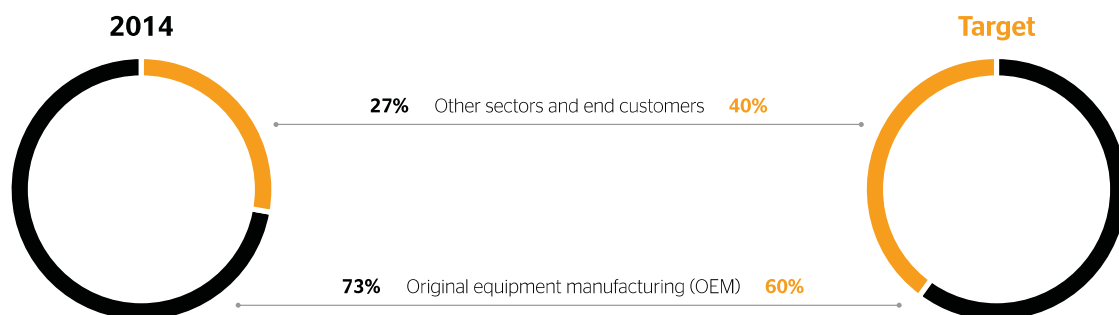 2014
Target
27% Other sectors and end customers 40%
73% Original equipment manufacturing (OEM) 60%